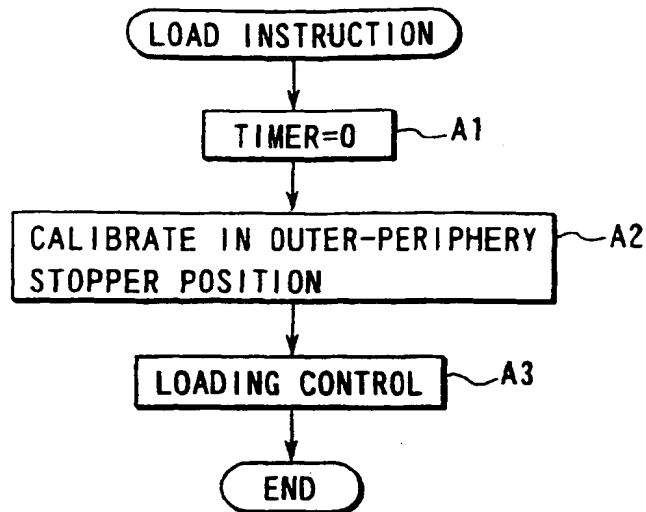 LOAD INSTRUCTION
TIMER=0
A1
CALIBRATE IN OUTER-PERIPHERY
STOPPER POSITION
A2
LOADING CONTROL
A3
END